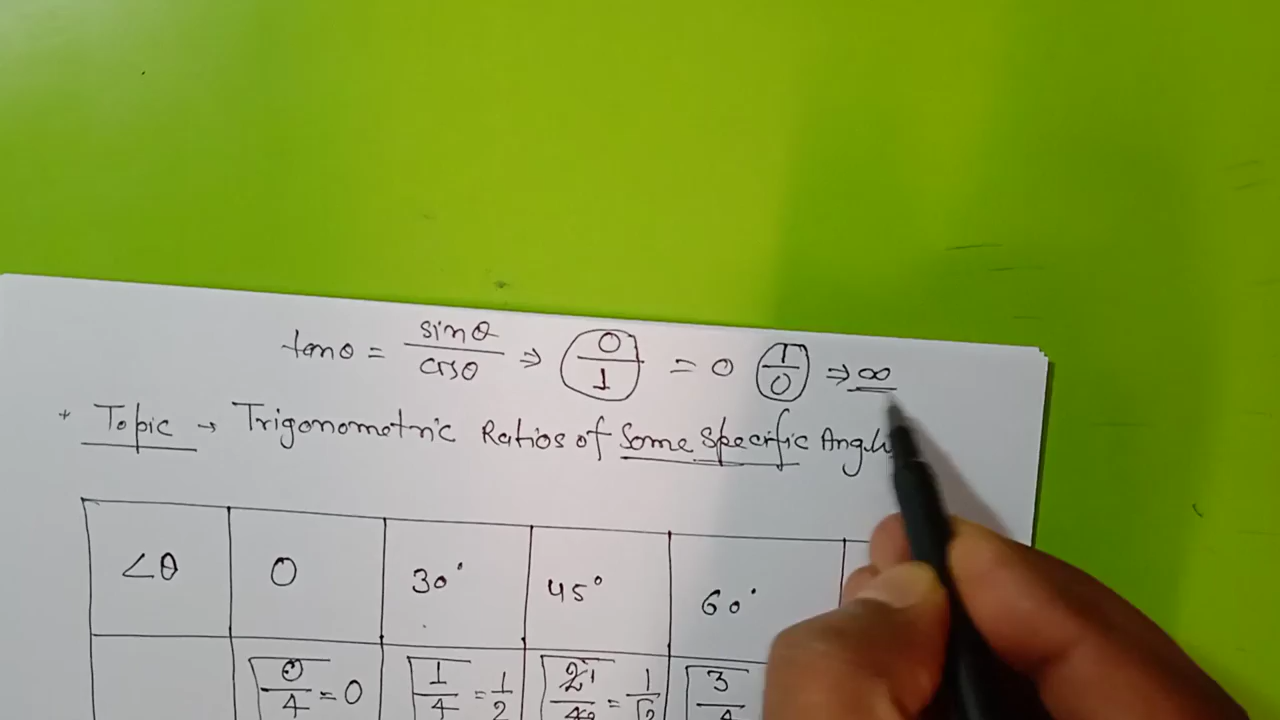 tanθ = sinθ/cosθ ⇒ 0/1 = 0 1/0 ⇒ ∞
* Topic → Trigonometric Ratios of Some Specific
∠θ 0 30° 45° 60°
√0/4 = 0 √1/4 = 1/2 √2/4 = 1/√2 √3/4